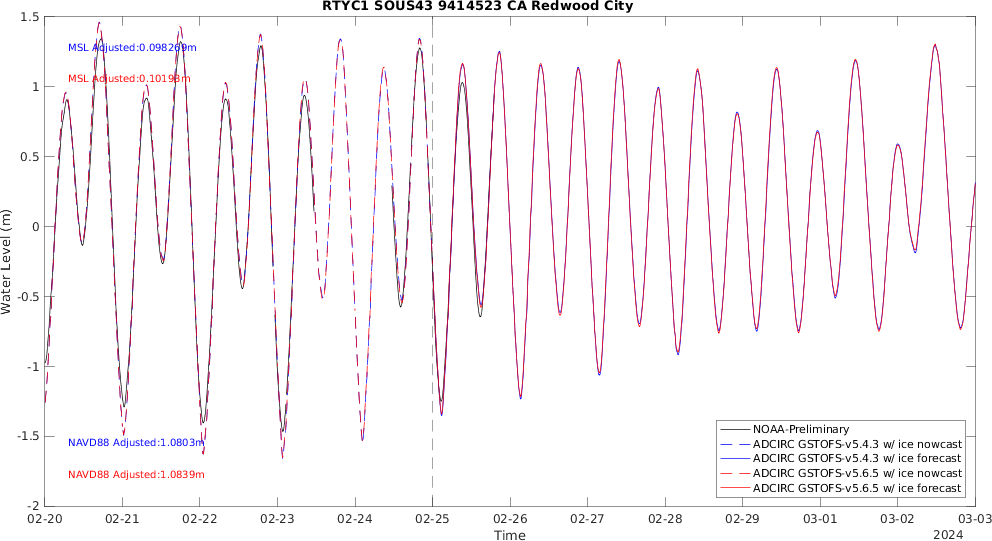 RTYC1 SOUS43 9414523 CA Redwood City
1.5
1
0.5
0
-0.5
-1
-1.5
-2
Water Level (m)
MSL Adjusted:0.098269m
MSL Adjusted:0.10193m
NAVD88 Adjusted:1.0803m
NAVD88 Adjusted:1.0839m
NOAA-Preliminary
ADCIRC GSTOFS-v5.4.3 w/ ice nowcast
ADCIRC GSTOFS-v5.4.3 w/ ice forecast
ADCIRC GSTOFS-v5.6.5 w/ ice nowcast
ADCIRC GSTOFS-v5.6.5 w/ ice forecast
02-20 02-21 02-22 02-23 02-24 02-25 02-26 02-27 02-28 02-29 03-01 03-02 03-03
Time
2024